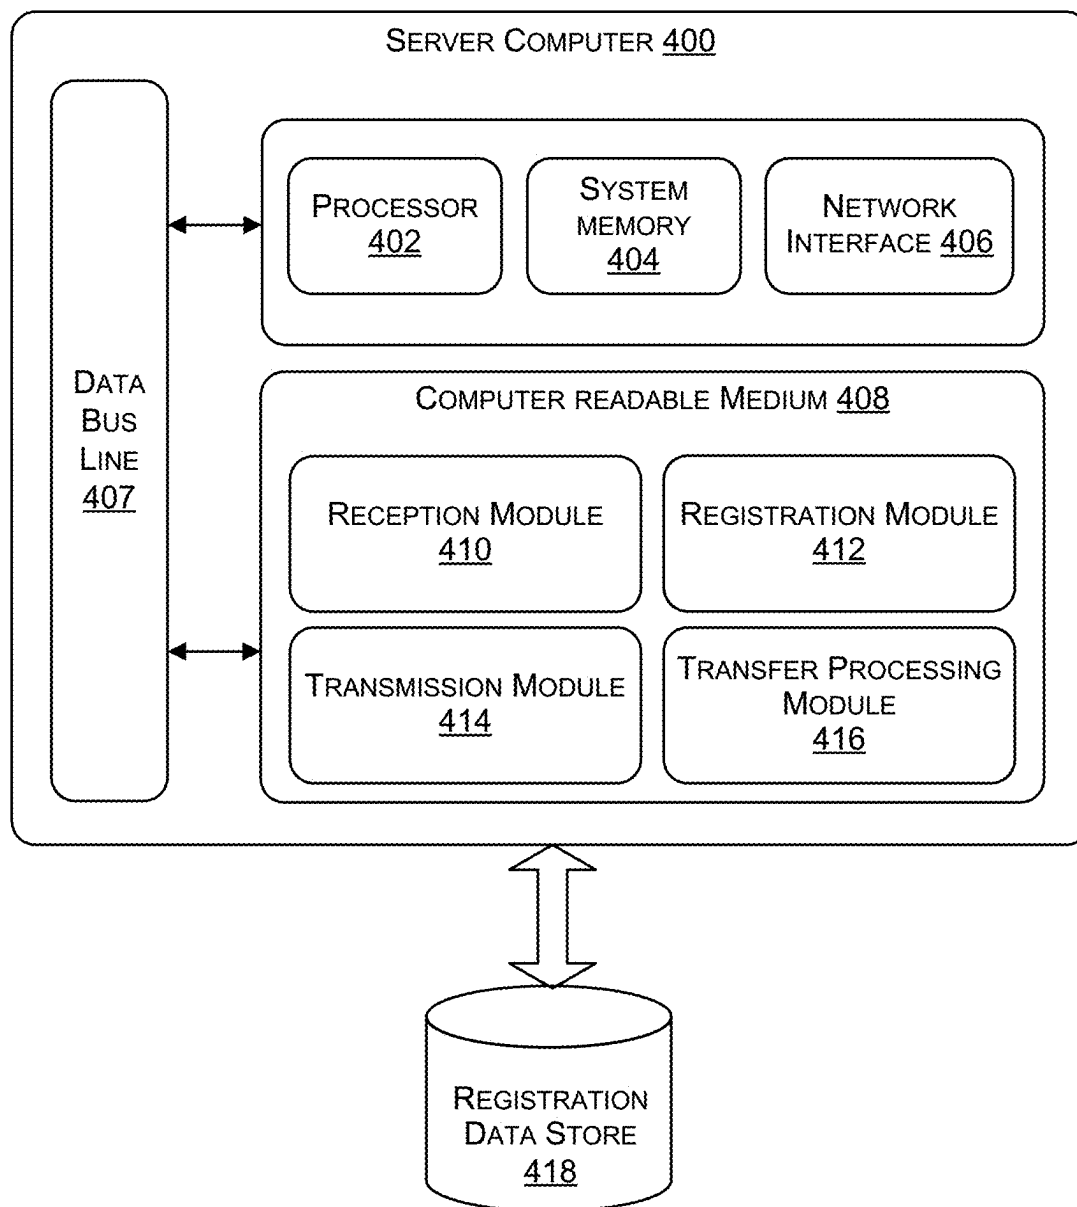 SERVER COMPUTER 400
PROCESSOR
402
SYSTEM
MEMORY
404
NETWORK
INTERFACE 406
DATA
BUS
LINE
407
COMPUTER READABLE MEDIUM 408
RECEPTION MODULE
410
REGISTRATION MODULE
412
TRANSMISSION MODULE
414
TRANSFER PROCESSING
MODULE
416
REGISTRATION
DATA STORE
418